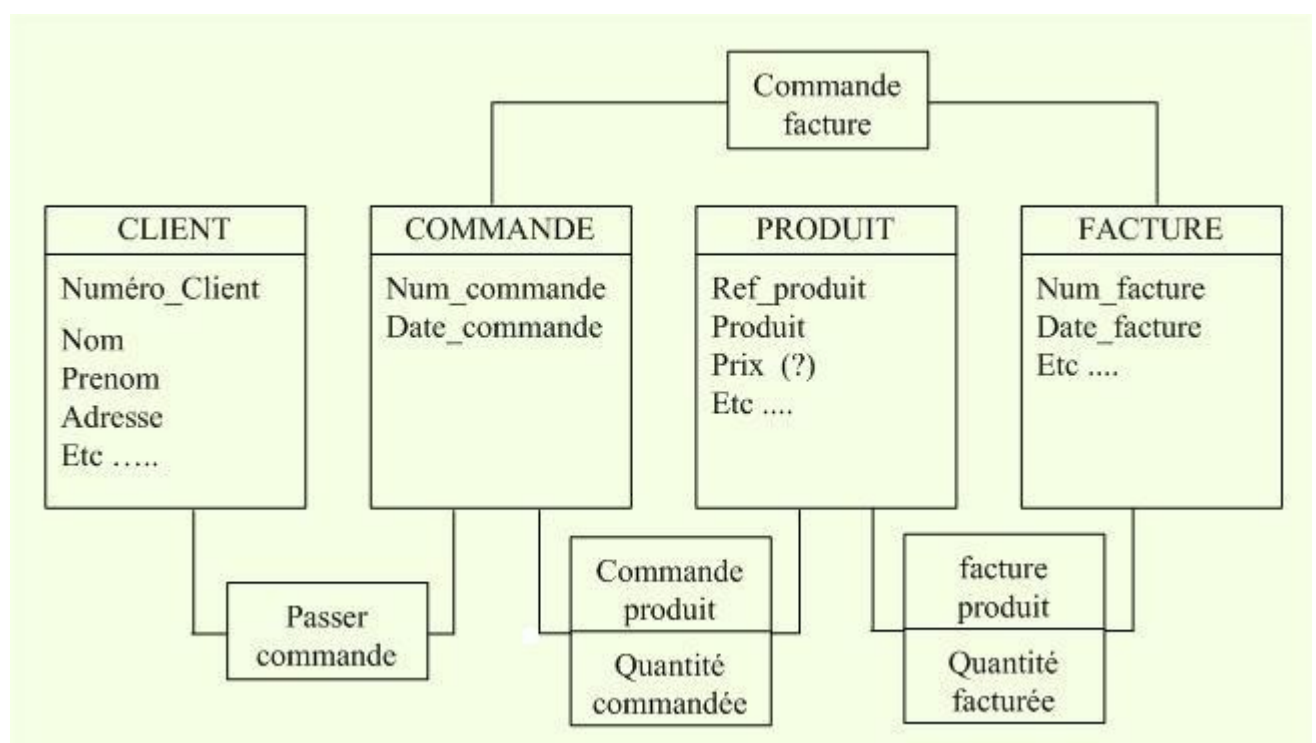 Commande
facture
CLIENT
Numéro_Client
Nom
Prenom
Adresse
Etc …..
COMMANDE
Num_commande
Date_commande
PRODUIT
Ref_produit
Produit
Prix (?)
Etc ....
FACTURE
Num_facture
Date_facture
Etc ....
Passer
commande
Commande
produit
Quantité
commandée
facture
produit
Quantité
facturée